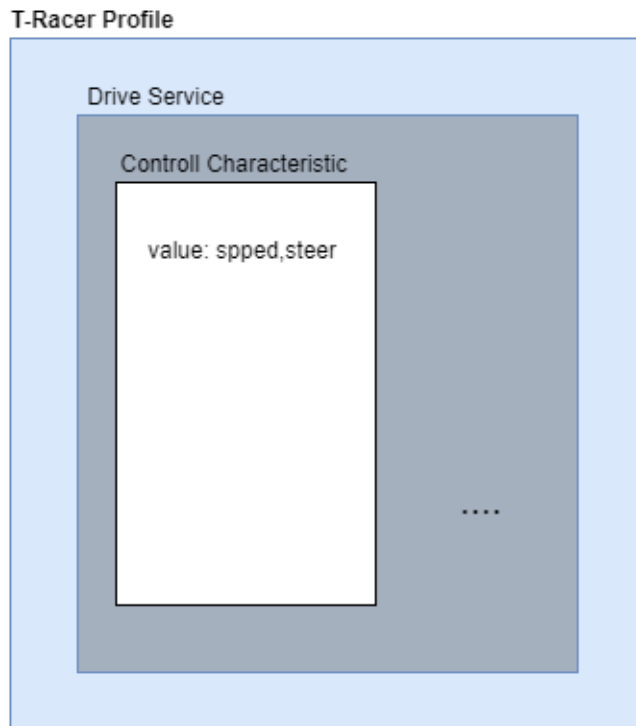 T-Racer Profile
Drive Service
Controll Characteristic
value: spped,steer
....